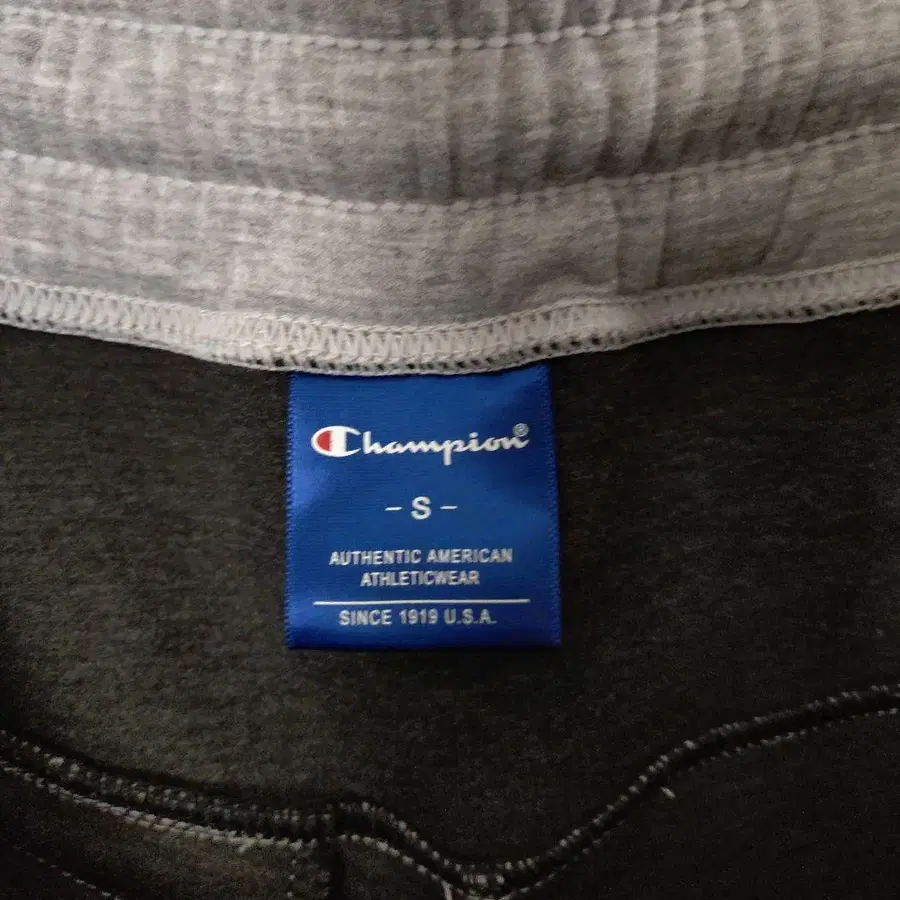 Champion®
- S -
AUTHENTIC AMERICAN
ATHLETICWEAR
SINCE 1919 U.S.A.